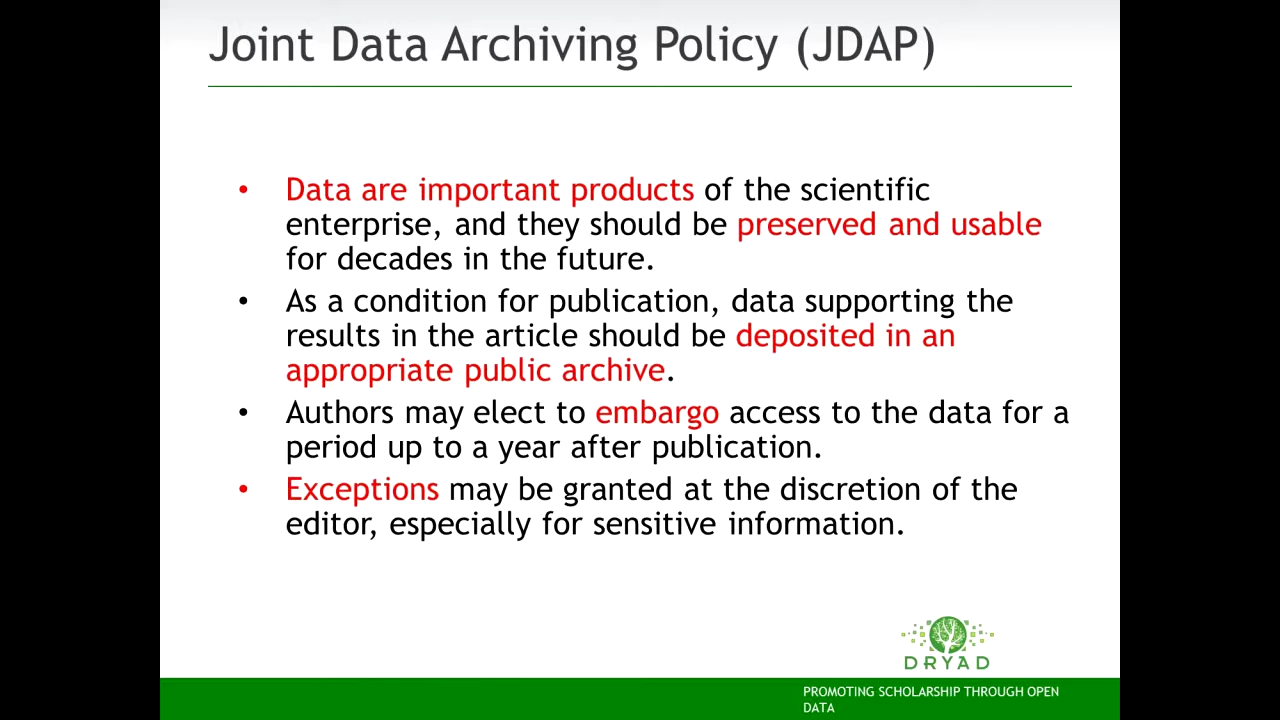 Joint Data Archiving Policy (JDAP)
• Data are important products of the scientific
enterprise, and they should be preserved and usable
for decades in the future.
• As a condition for publication, data supporting the
results in the article should be deposited in an
appropriate public archive.
• Authors may elect to embargo access to the data for a
period up to a year after publication.
• Exceptions may be granted at the discretion of the
editor, especially for sensitive information.
DRYAD
PROMOTING SCHOLARSHIP THROUGH OPEN
DATA